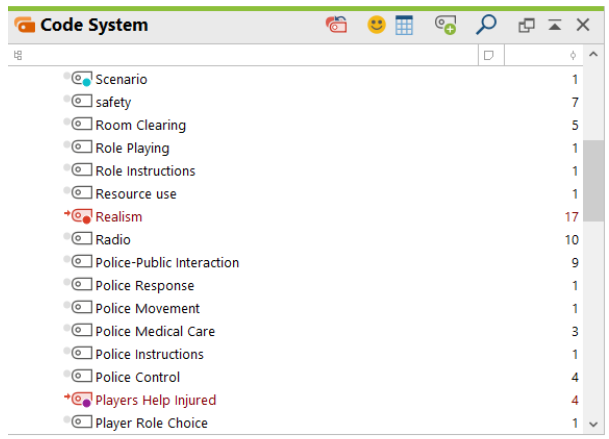 Code System
Scenario 1
safety 7
Room Clearing 5
Role Playing 1
Role Instructions 1
Resource use 1
Realism 17
Radio 10
Police-Public Interaction 9
Police Response 1
Police Movement 1
Police Medical Care 3
Police Instructions 1
Police Control 4
Players Help Injured 4
Player Role Choice 1